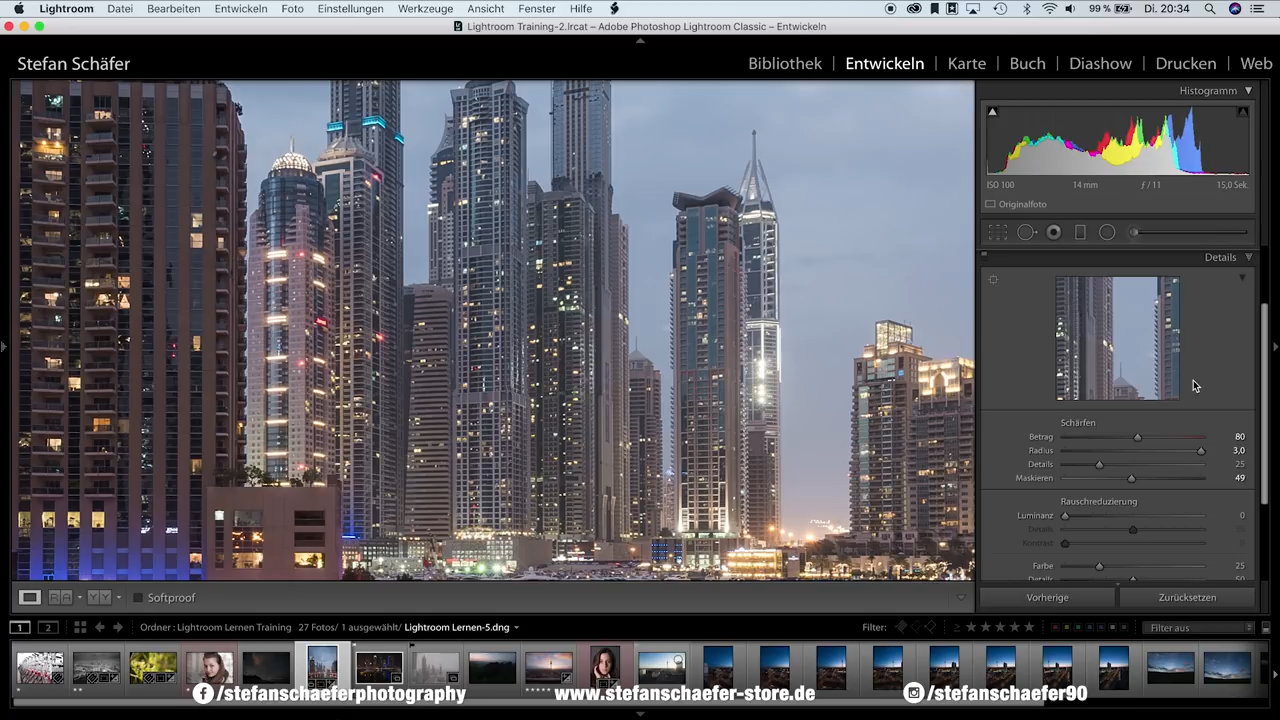 Lightroom Datei Bearbeiten Entwickeln Foto Einstellungen Werkzeuge Ansicht Fenster Hilfe 99 % Di. 20:34
Lightroom Training-2.lrcat – Adobe Photoshop Lightroom Classic – Entwickeln
Stefan Schäfer Bibliothek | Entwickeln | Karte | Buch | Diashow | Drucken | Web
Histogramm
ISO 100 14 mm ƒ / 11 15,0 Sek.
Originalfoto
Details
Schärfen
Betrag 80
Radius 3,0
Details 25
Maskieren 49
Rauschreduzierung
Luminanz 0
Details
Kontrast
Farbe 25
Details 50
Softproof Vorherige Zurücksetzen
1 2 Ordner : Lightroom Lernen Training 27 Fotos/ 1 ausgewählt/ Lightroom Lernen-5.dng Filter: Filter aus
/stefanschaeferphotography www.stefanschaefer-store.de /stefanschaefer90